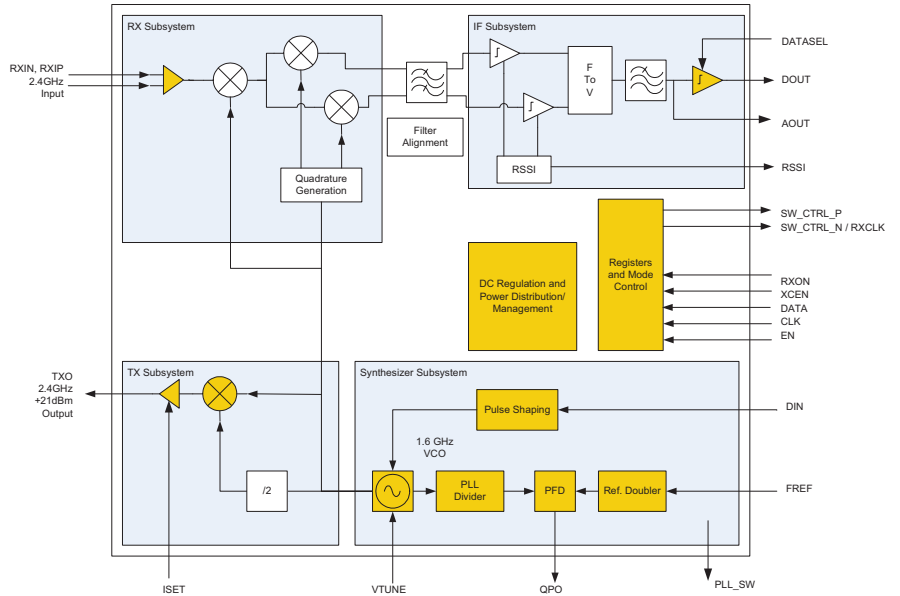 RX Subsystem
IF Subsystem
RXIN, RXIP
2.4GHz
Input
DATASEL
DOUT
AOUT
RSSI
F
To
V
Filter
Alignment
RSSI
Quadrature
Generation
SW_CTRL_P
SW_CTRL_N / RXCLK
Registers
and Mode
Control
RXON
XCEN
DATA
CLK
EN
DC Regulation and
Power Distribution/
Management
TX Subsystem
Synthesizer Subsystem
TXO
2.4GHz
+21dBm
Output
Pulse Shaping
DIN
1.6 GHz
VCO
/2
PLL
Divider
PFD
Ref. Doubler
FREF
ISET
VTUNE
QPO
PLL_SW